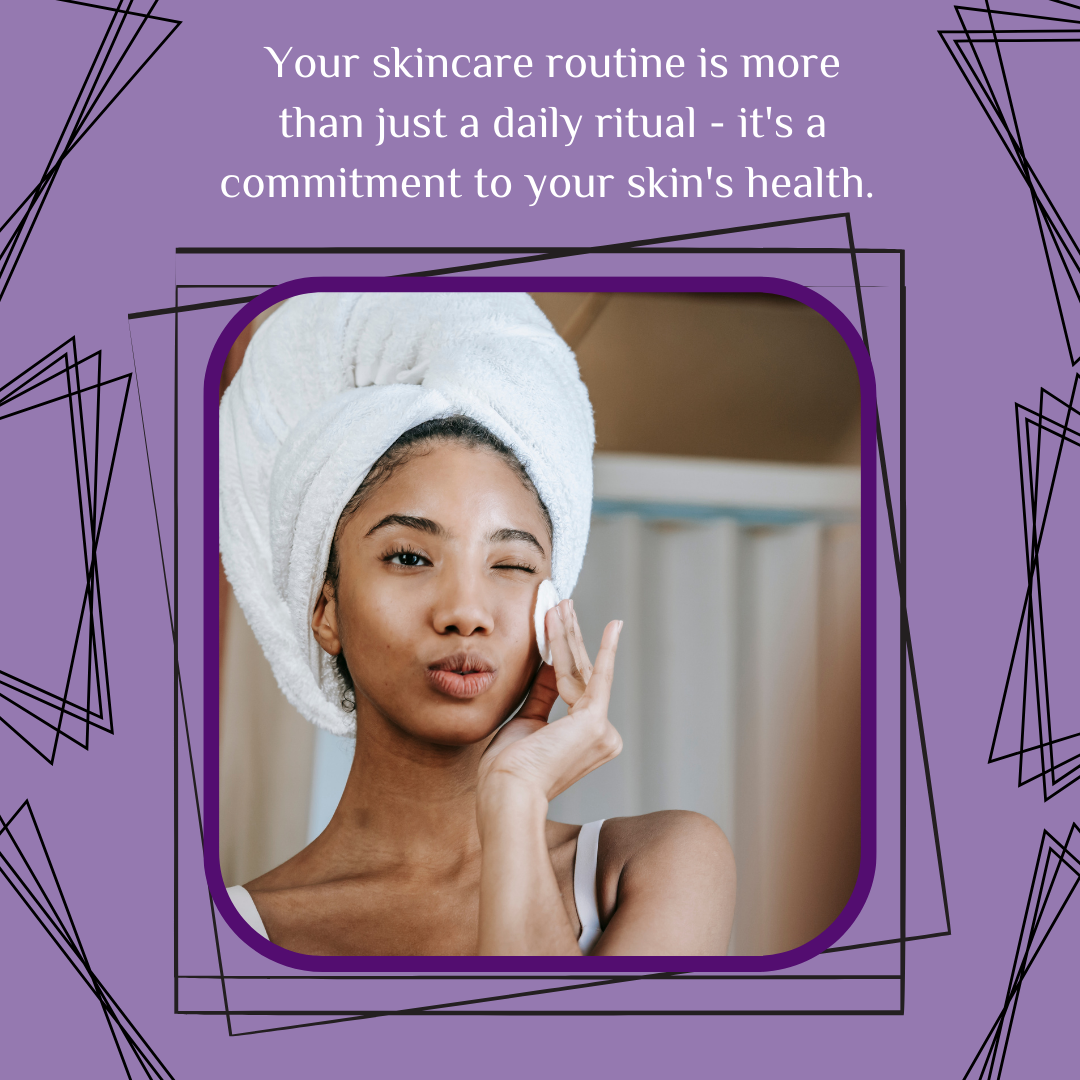 Your skincare routine is more
than just a daily ritual - it's a
commitment to your skin's health.